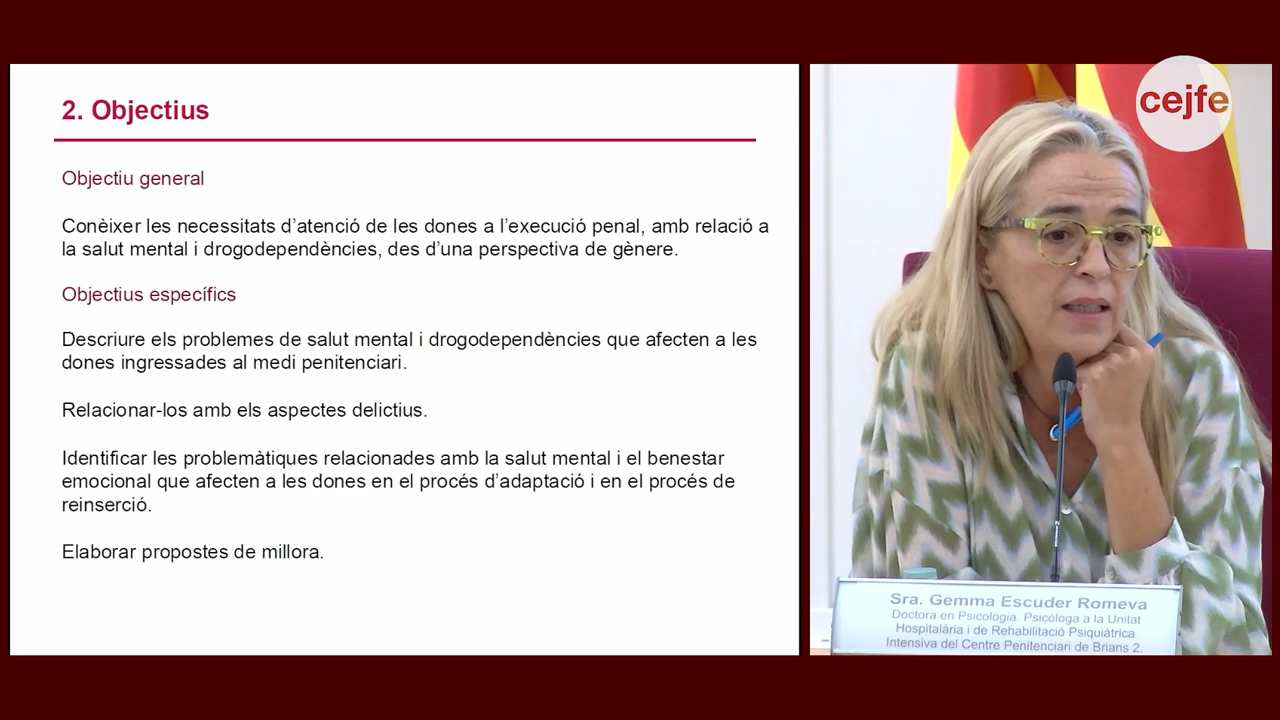 2. Objectius
Objectiu general
Conèixer les necessitats d’atenció de les dones a l’execució penal, amb relació a
la salut mental i drogodependències, des d’una perspectiva de gènere.
Objectius específics
Descriure els problemes de salut mental i drogodependències que afecten a les
dones ingressades al medi penitenciari.
Relacionar-los amb els aspectes delictius.
Identificar les problemàtiques relacionades amb la salut mental i el benestar
emocional que afecten a les dones en el procés d’adaptació i en el procés de
reinserció.
Elaborar propostes de millora.
cejfe
Sra. Gemma Escuder Romeva
Doctora en Psicologia. Psicòloga a la Unitat
Hospitalària i de Rehabilitació Psiquiàtrica
Intensiva del Centre Penitenciari de Brians 2.